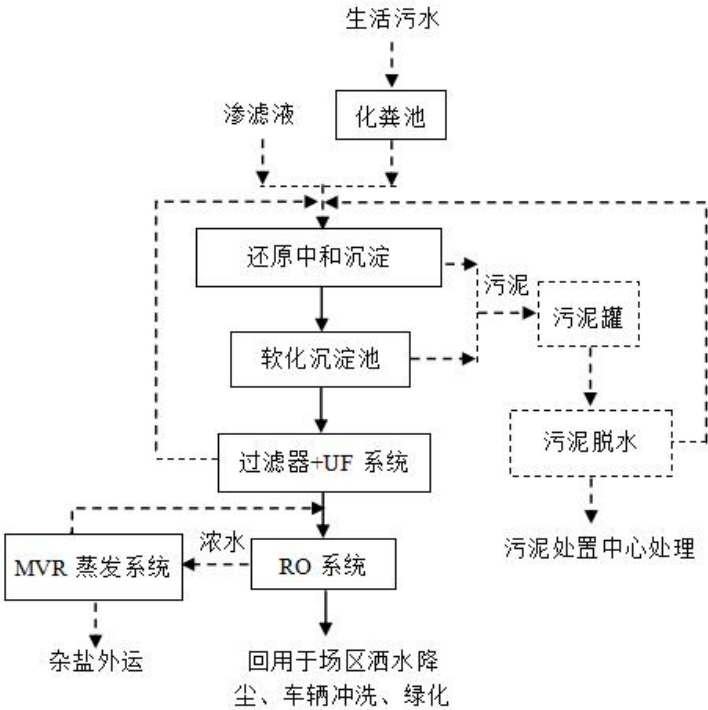 生活污水
渗滤液
化粪池
还原中和沉淀
污泥
污泥罐
软化沉淀池
污泥脱水
过滤器+UF 系统
浓水
污泥处置中心处理
MVR 蒸发系统
RO 系统
杂盐外运
回用于场区洒水降
尘、车辆冲洗、绿化